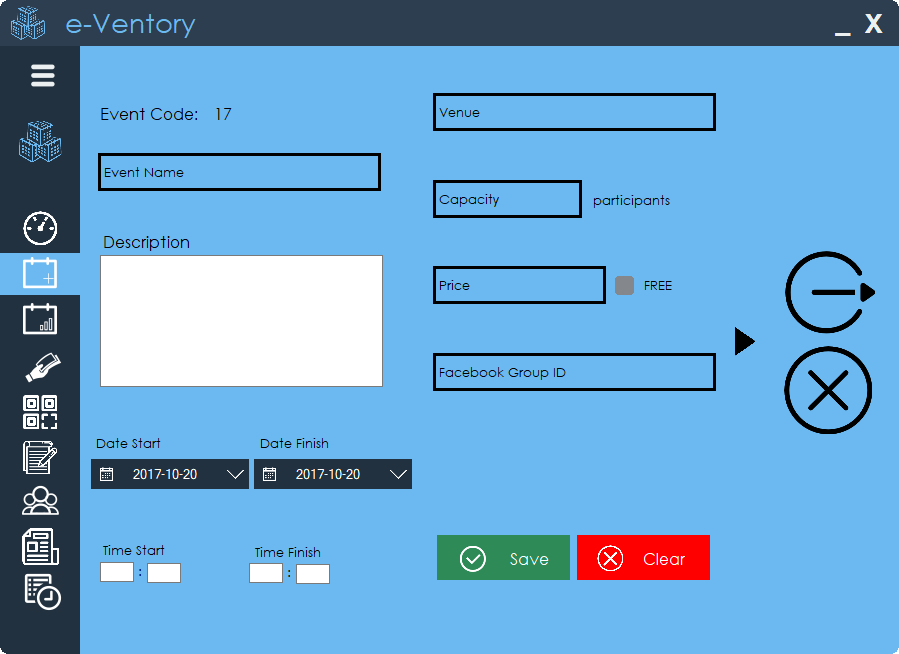 e-Ventory
_ X
Event Code: 17
Event Name
Description
Date Start
Date Finish
2017-10-20
2017-10-20
Time Start
:
Time Finish
:
Venue
Capacity
participants
Price
FREE
Facebook Group ID
Save
Clear